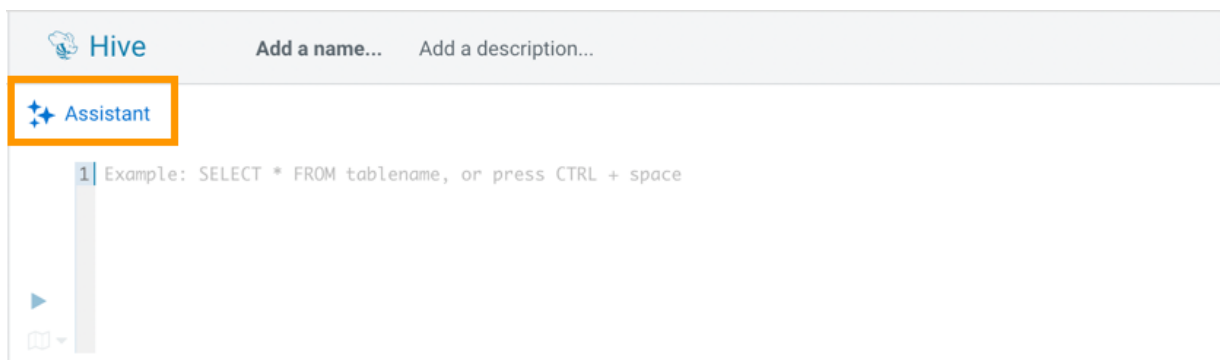 Hive Add a name... Add a description...
Assistant
1 Example: SELECT * FROM tablename, or press CTRL + space